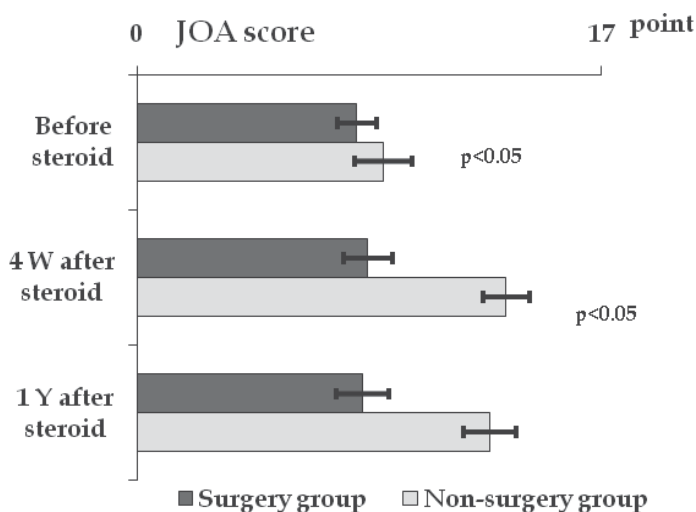 0 JOA score 17 point
Before
steroid
p<0.05
4 W after
steroid
p<0.05
1 Y after
steroid
Surgery group Non-surgery group